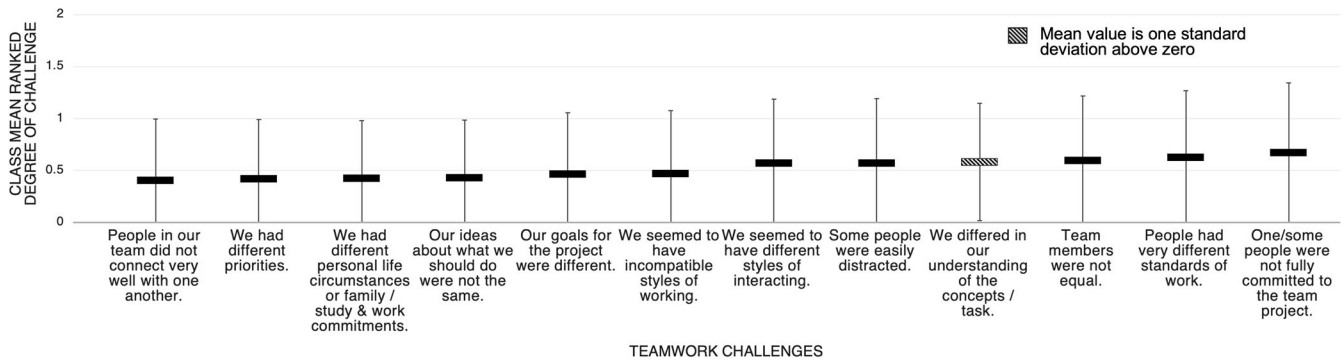 CLASS MEAN RANKED
DEGREE OF CHALLENGE
2
1.5
1
0.5
0
Mean value is one standard
deviation above zero
People in our
team did not
connect very
well with one
another.
We had
different
priorities.
We had
different
personal life
circumstances
or family /
study & work
commitments.
Our ideas
about what we
should do
were not the
same.
Our goals for
the project
were different.
We seemed to
have
incompatible
styles of
working.
We seemed to
have different
styles of
interacting.
Some people
were easily
distracted.
We differed in
our
understanding
of the
concepts /
task.
Team
members
were not
equal.
People had
very different
standards of
work.
One/some
people were
not fully
committed to
the team
project.
TEAMWORK CHALLENGES